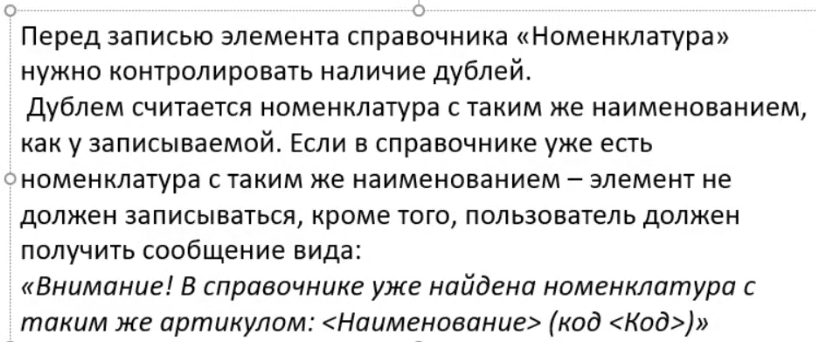 Перед записью элемента справочника «Номенклатура»
нужно контролировать наличие дублей.
Дублем считается номенклатура с таким же наименованием,
как у записываемой. Если в справочнике уже есть
номенклатура с таким же наименованием – элемент не
должен записываться, кроме того, пользователь должен
получить сообщение вида:
«Внимание! В справочнике уже найдена номенклатура с
таким же артикулом: <Наименование> (код <Код>)»